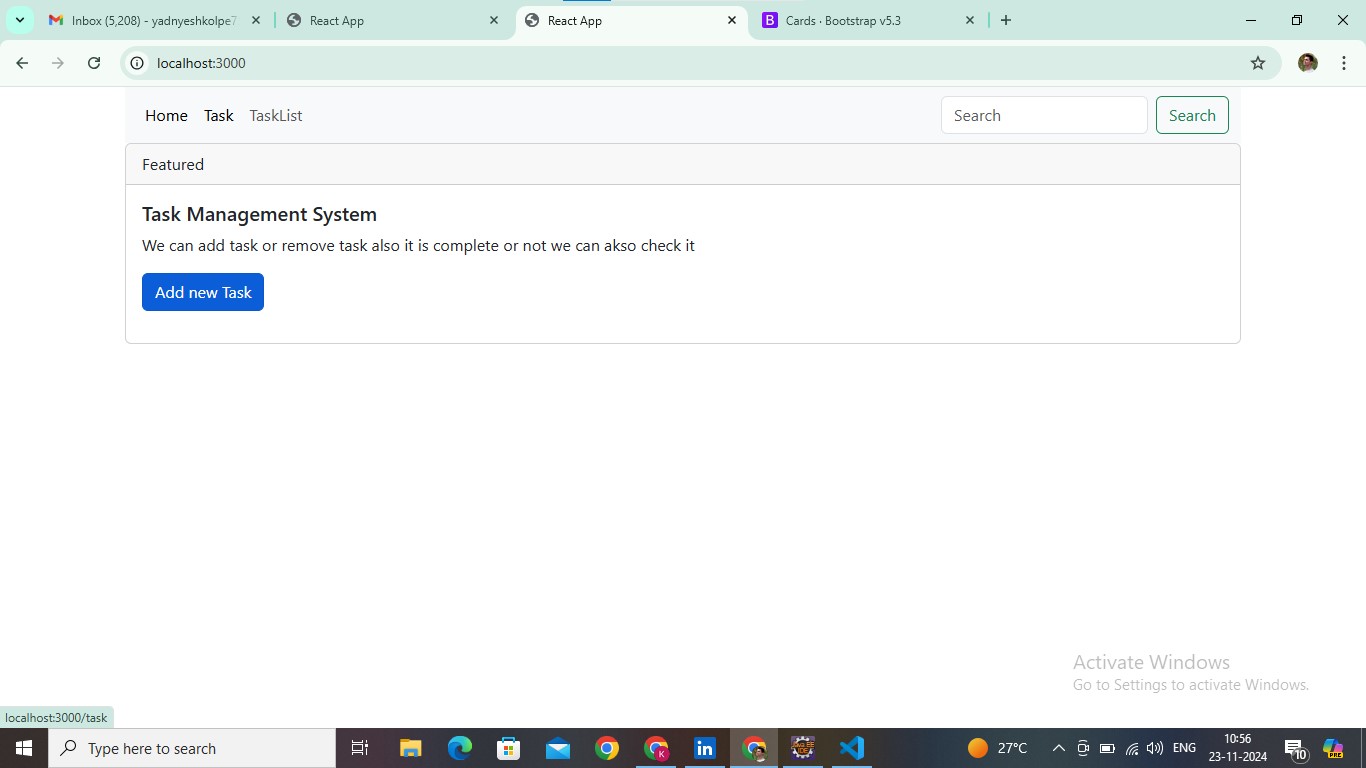 Inbox (5,208) - yadnyeshkolpe7
React App
React App
Cards · Bootstrap v5.3
localhost:3000
Home Task TaskList
Search
Search
Featured
Task Management System
We can add task or remove task also it is complete or not we can akso check it
Add new Task
Activate Windows
Go to Settings to activate Windows.
localhost:3000/task
Type here to search
27°C
ENG
10:56
23-11-2024
10